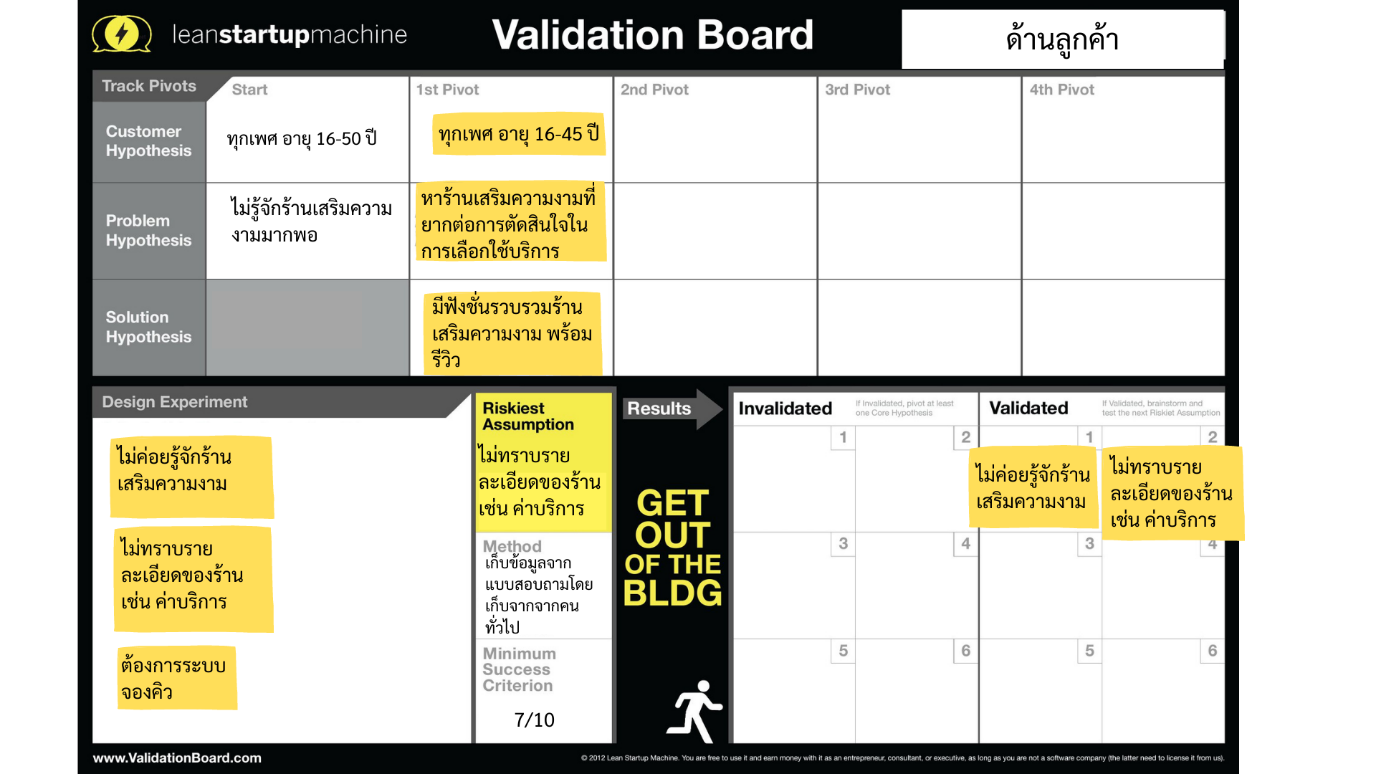 leanstartupmachine
Validation Board
ด้านลูกค้า
Track Pivots
Start
1st Pivot
2nd Pivot
3rd Pivot
4th Pivot
Customer
Hypothesis
ทุกเพศ อายุ 16-50 ปี
ทุกเพศ อายุ 16-45 ปี
Problem
Hypothesis
ไม่รู้จักร้านเสริมความ
งามมากพอ
หาร้านเสริมความงามที่
ยากต่อการตัดสินใจใน
การเลือกใช้บริการ
Solution
Hypothesis
มีฟังชั่นรวบรวมร้าน
เสริมความงาม พร้อม
รีวิว
Design Experiment
ไม่ค่อยรู้จักร้าน
เสริมความงาม
ไม่ทราบราย
ละเอียดของร้าน
เช่น ค่าบริการ
ต้องการระบบ
จองคิว
Riskiest
Assumption
ไม่ทราบราย
ละเอียดของร้าน
เช่น ค่าบริการ
Method
เก็บข้อมูลจาก
แบบสอบถามโดย
เก็บจากจากคน
ทั่วไป
Minimum
Success
Criterion
7/10
Results
GET
OUT
OF THE
BLDG
Invalidated
If Invalidated, pivot at least
one Core Hypothesis
Validated
If Validated, brainstorm and
test the next Riskiet Assumption
1
2
1
2
ไม่ค่อยรู้จักร้าน
เสริมความงาม
ไม่ทราบราย
ละเอียดของร้าน
เช่น ค่าบริการ
3
4
3
4
5
6
5
6
www.ValidationBoard.com
© 2012 Lean Startup Machine. You are free to use it and earn money with it as an entrepreneur, consultant, or executive, as long as you are not a software company (the latter need to license it from us).